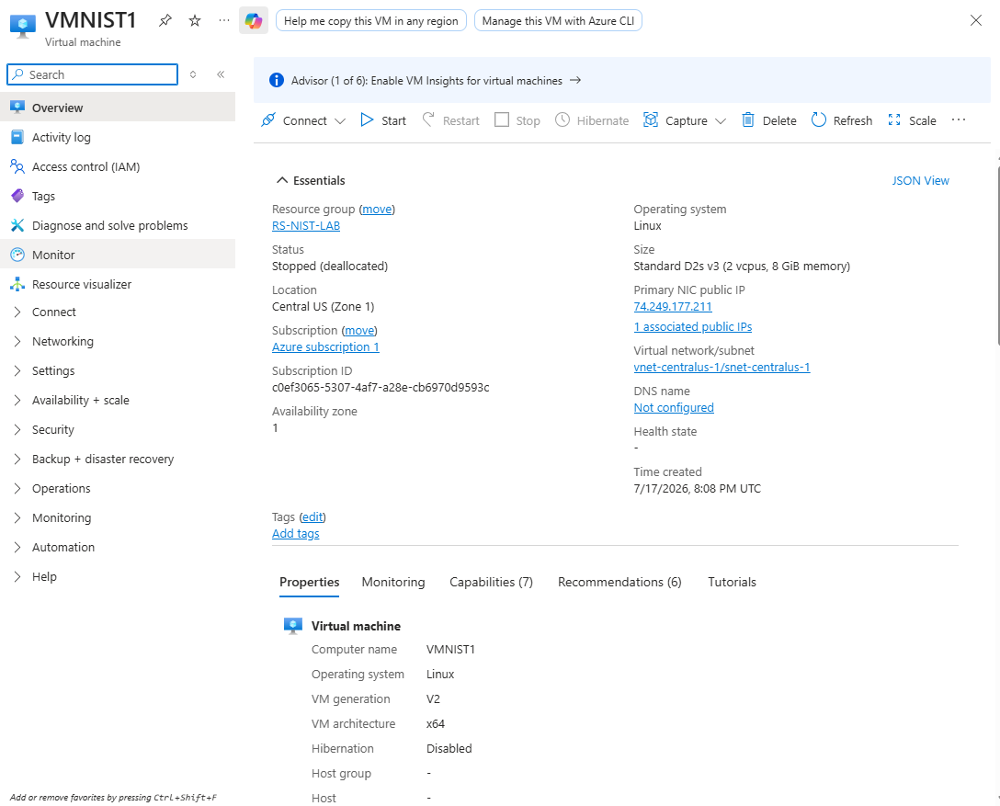 VMNIST1
Virtual machine
Help me copy this VM in any region
Manage this VM with Azure CLI
Search
Overview
Activity log
Access control (IAM)
Tags
Diagnose and solve problems
Monitor
Resource visualizer
Connect
Networking
Settings
Availability + scale
Security
Backup + disaster recovery
Operations
Monitoring
Automation
Help
Add or remove favorites by pressing Ctrl+Shift+F
Advisor (1 of 6): Enable VM Insights for virtual machines →
Connect Start Restart Stop Hibernate Capture Delete Refresh Scale ...
Essentials
JSON View
Resource group (move)
RS-NIST-LAB
Status
Stopped (deallocated)
Location
Central US (Zone 1)
Subscription (move)
Azure subscription 1
Subscription ID
c0ef3065-5307-4af7-a28e-cb6970d9593c
Availability zone
1
Operating system
Linux
Size
Standard D2s v3 (2 vcpus, 8 GiB memory)
Primary NIC public IP
74.249.177.211
1 associated public IPs
Virtual network/subnet
vnet-centralus-1/snet-centralus-1
DNS name
Not configured
Health state
-
Time created
7/17/2026, 8:08 PM UTC
Tags (edit)
Add tags
Properties Monitoring Capabilities (7) Recommendations (6) Tutorials
Virtual machine
Computer name VMNIST1
Operating system Linux
VM generation V2
VM architecture x64
Hibernation Disabled
Host group -
Host -